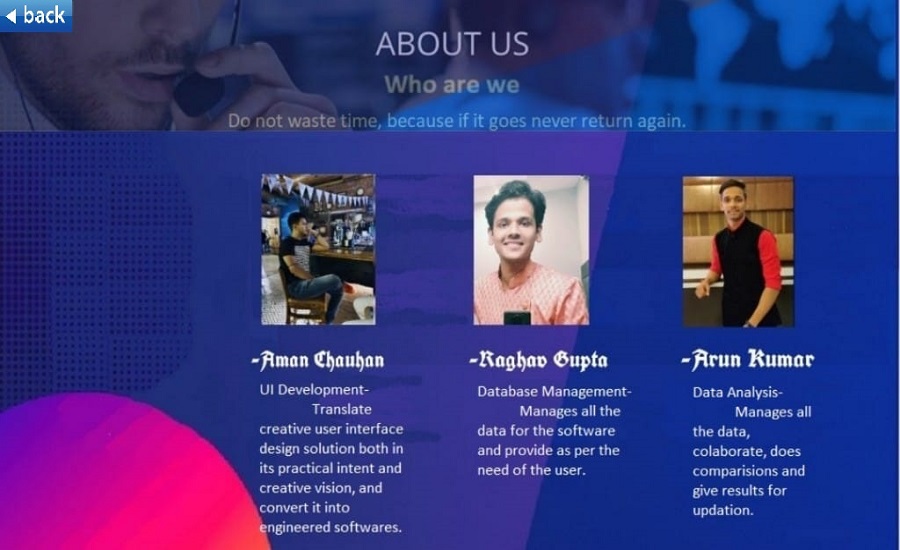 back
ABOUT US
Who are we
Do not waste time, because if it goes never return again.
-Aman Chauhan
UI Development-
Translate
creative user interface
design solution both in
its practical intent and
creative vision, and
convert it into
engineered softwares.
-Raghav Gupta
Database Management-
Manages all the
data for the software
and provide as per the
need of the user.
-Arun Kumar
Data Analysis-
Manages all
the data,
colaborate, does
comparisions and
give results for
updation.